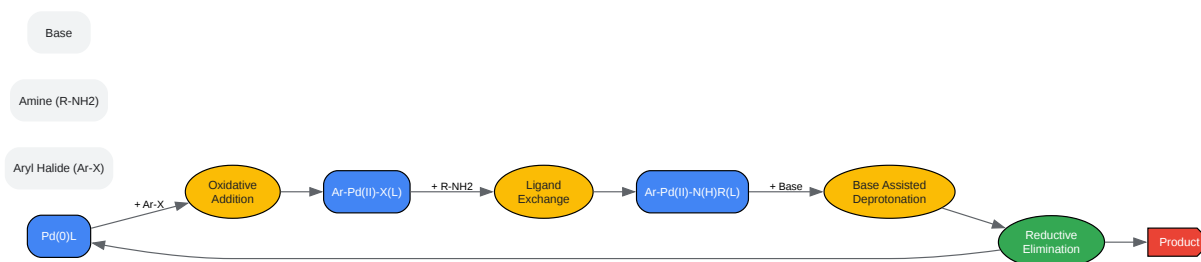 Base
Amine (R-NH2)
Aryl Halide (Ar-X)
Pd(0)L
+ Ar-X
Oxidative
Addition
Ar-Pd(II)-X(L)
+ R-NH2
Ligand
Exchange
Ar-Pd(II)-N(H)R(L)
+ Base
Base Assisted
Deprotonation
Reductive
Elimination
Product